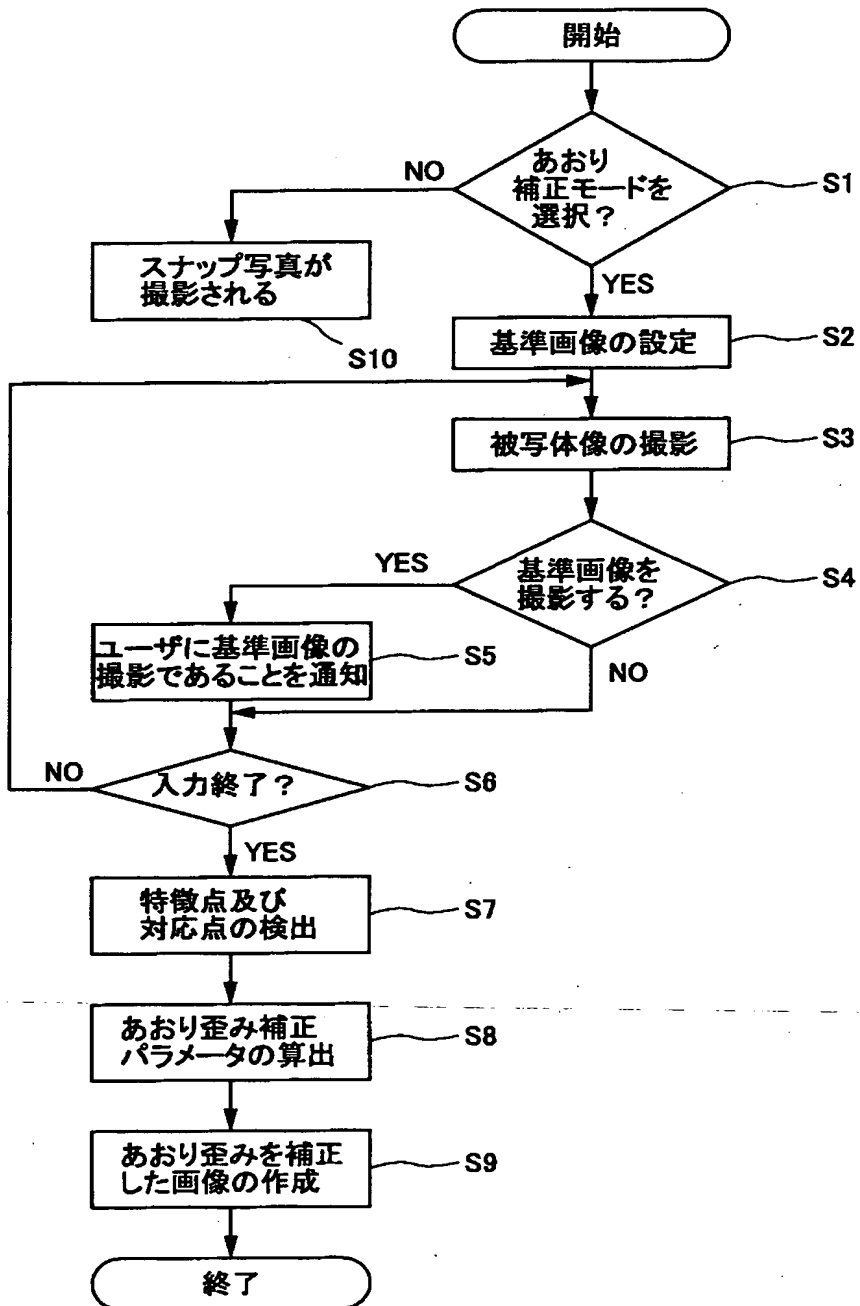 開始
あおり
補正モードを
選択？
NO
S1
YES
スナップ写真が
撮影される
S10
基準画像の設定
S2
被写体像の撮影
S3
基準画像を
撮影する？
YES
S4
NO
ユーザに基準画像の
撮影であることを通知
S5
入力終了？
NO
S6
YES
特徴点及び
対応点の検出
S7
あおり歪み補正
パラメータの算出
S8
あおり歪みを補正
した画像の作成
S9
終了